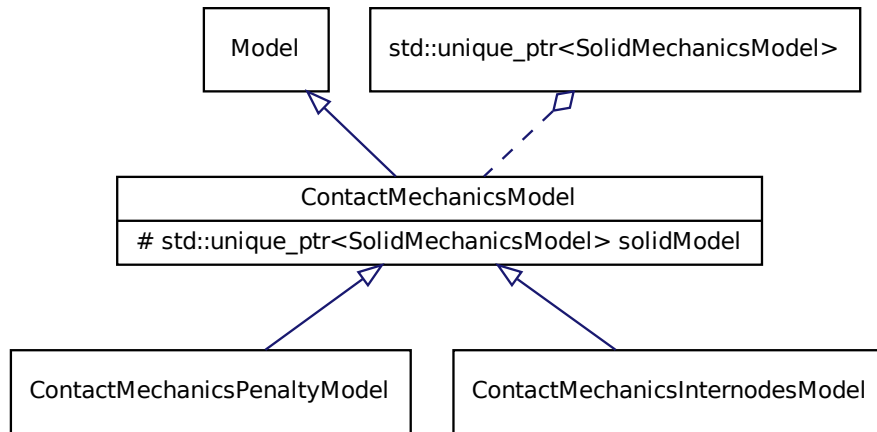 Model
std::unique_ptr<SolidMechanicsModel>
ContactMechanicsModel
# std::unique_ptr<SolidMechanicsModel> solidModel
ContactMechanicsPenaltyModel
ContactMechanicsInternodesModel